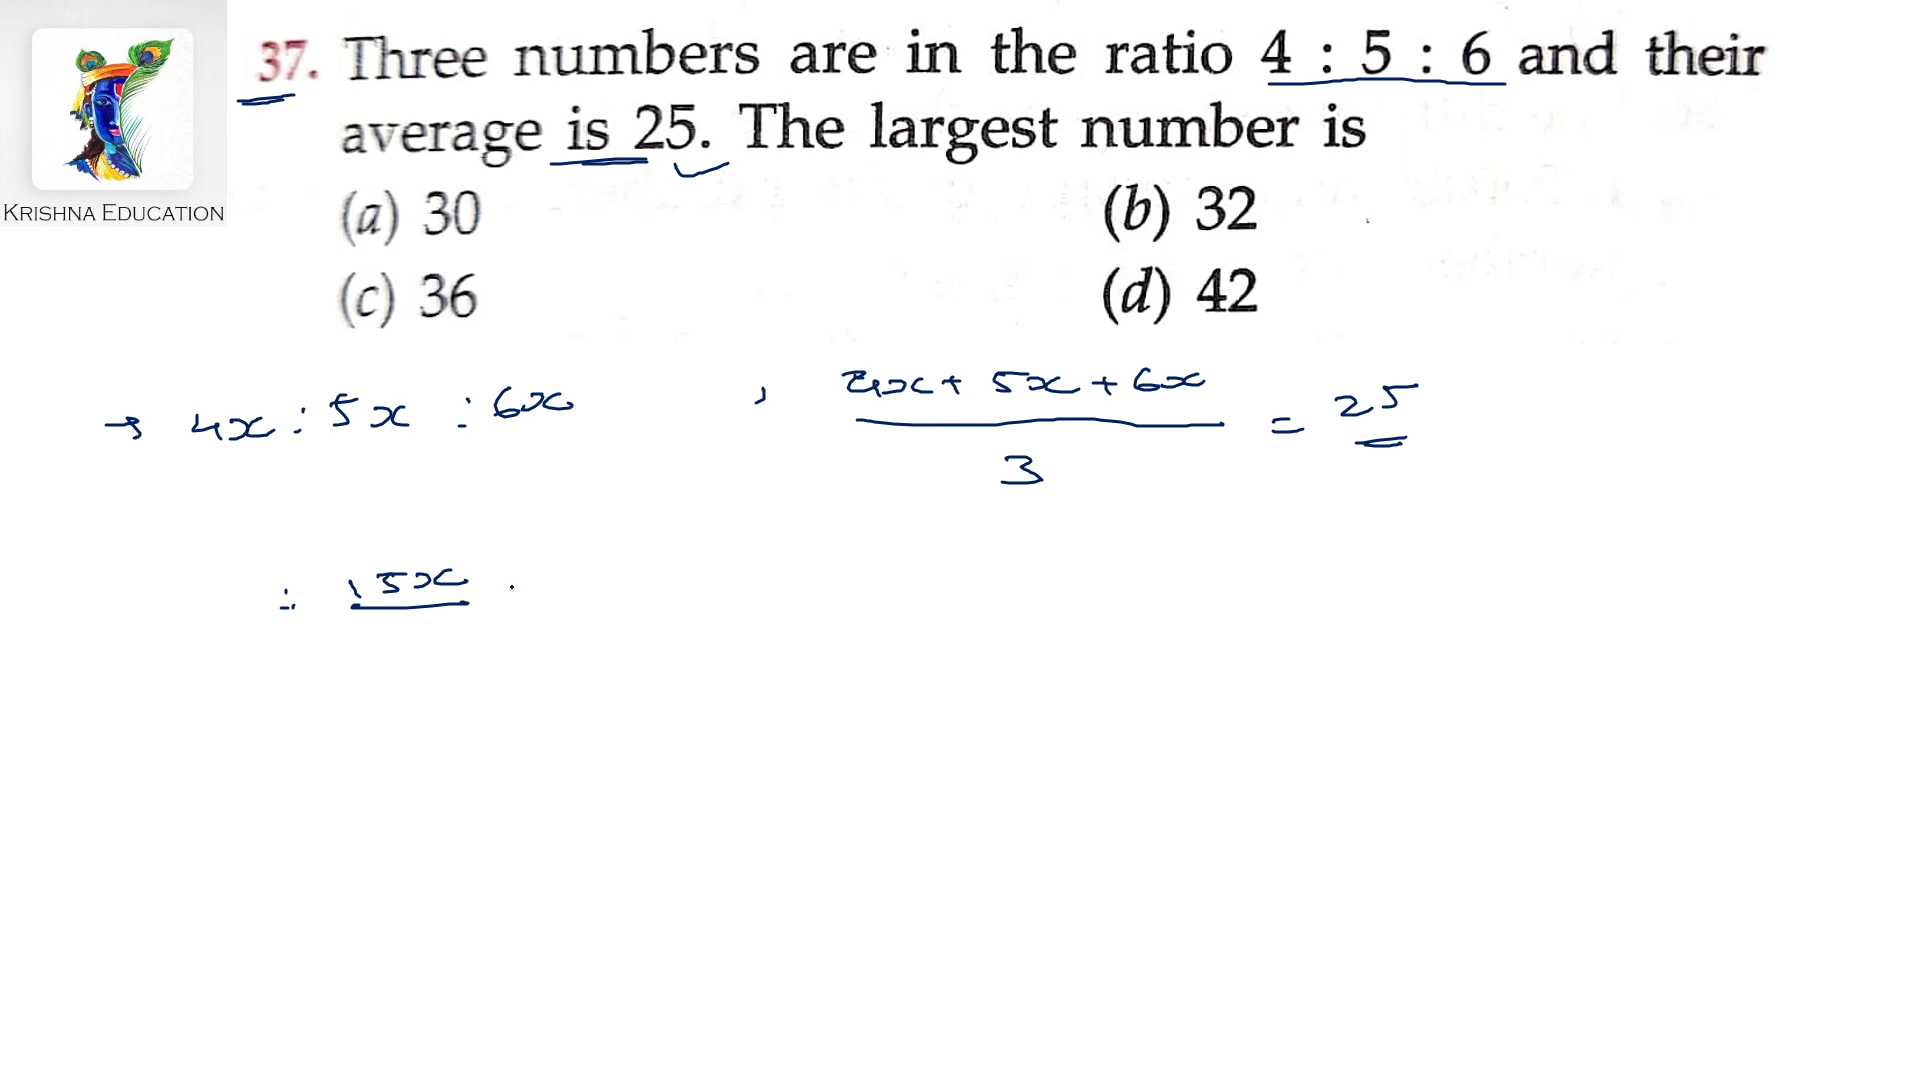 KRISHNA EDUCATION
37. Three numbers are in the ratio 4 : 5 : 6 and their
average is 25. The largest number is
(a) 30 (b) 32
(c) 36 (d) 42
→ 4x : 5x : 6x , 4x + 5x + 6x / 3 = 25
∴ 15x